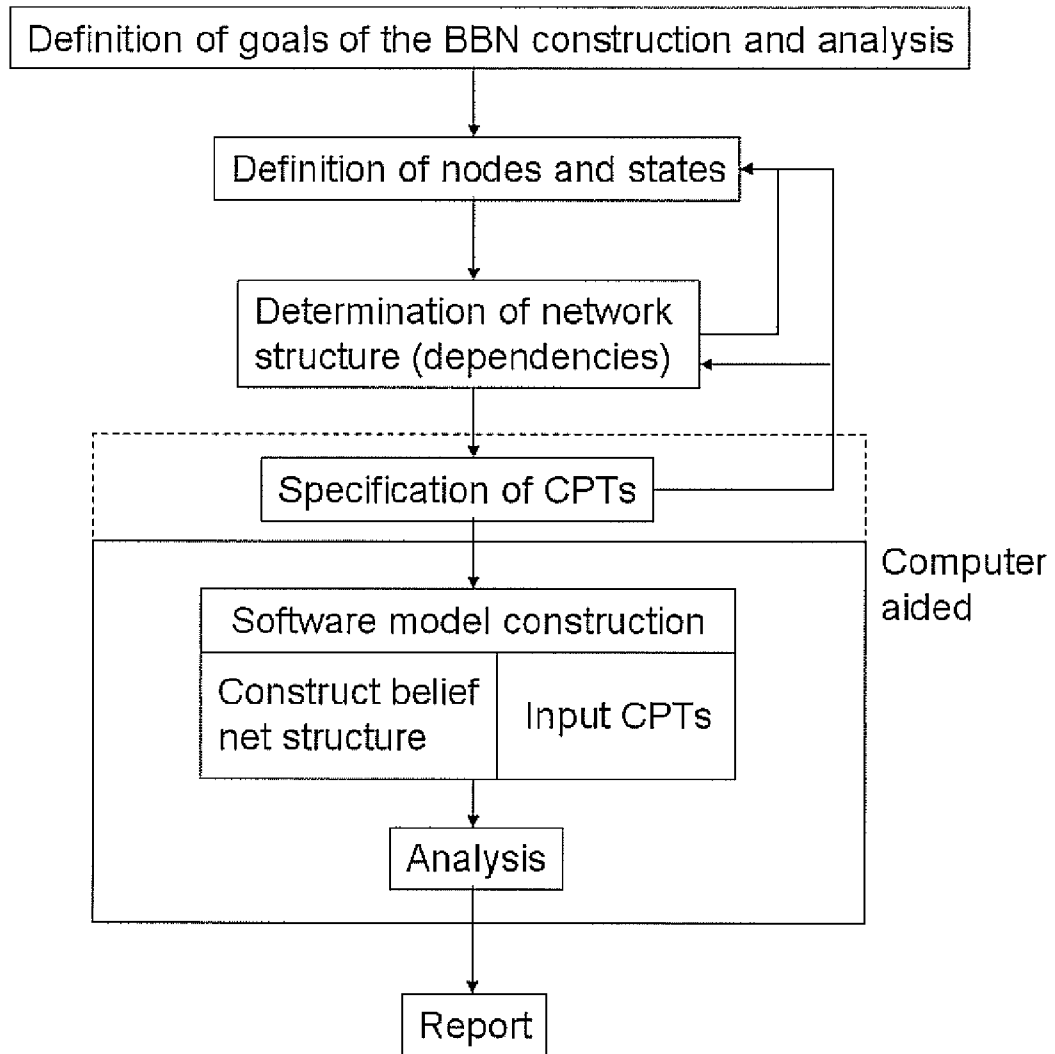 Definition of goals of the BBN construction and analysis
Definition of nodes and states
Determination of network
structure (dependencies)
Specification of CPTs
Computer
aided
Software model construction
Construct belief
net structure
Input CPTs
Analysis
Report